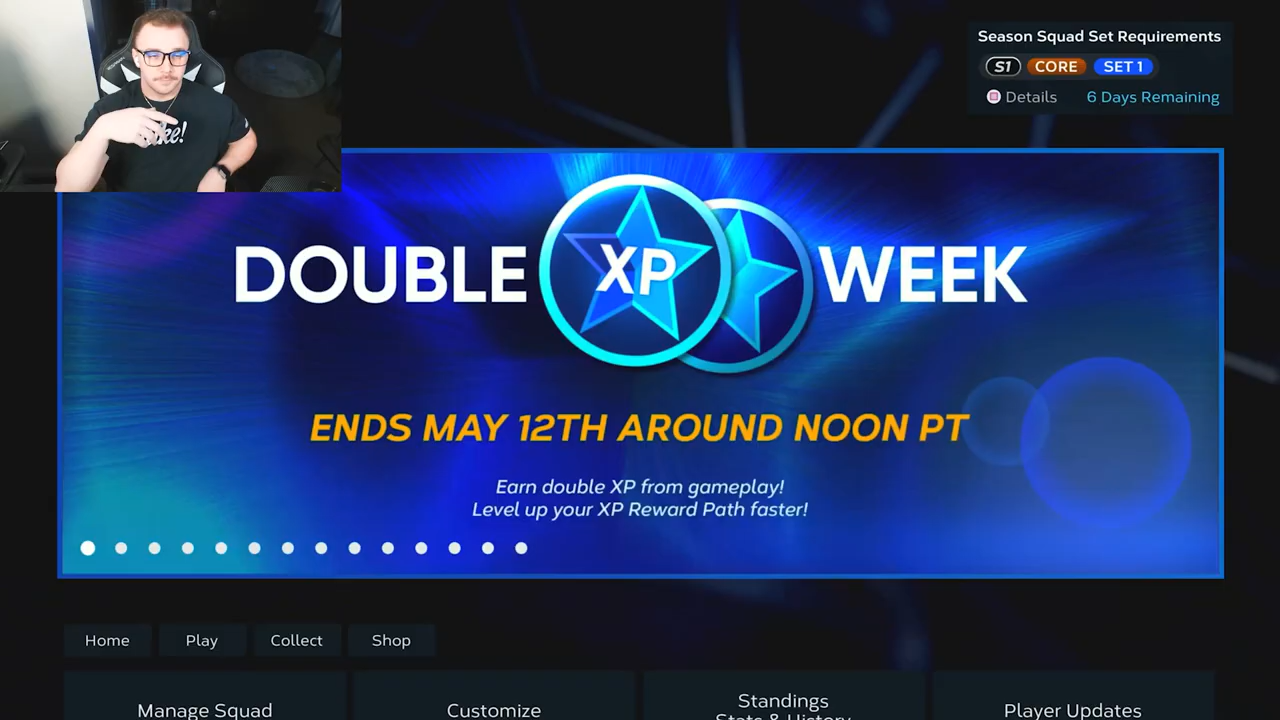 Season Squad Set Requirements
S1 CORE SET 1
Details 6 Days Remaining
DOUBLE XP WEEK
ENDS MAY 12TH AROUND NOON PT
Earn double XP from gameplay!
Level up your XP Reward Path faster!
Home Play Collect Shop
Manage Squad
Customize
Standings
Stats & History
Player Updates